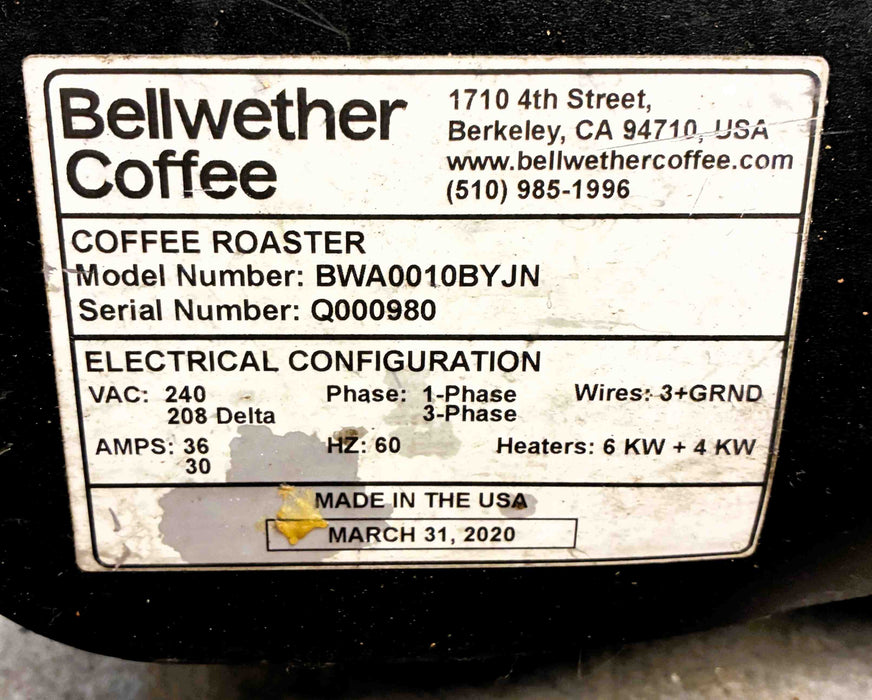 Bellwether
Coffee
1710 4th Street,
Berkeley, CA 94710, USA
www.bellwethercoffee.com
(510) 985-1996
COFFEE ROASTER
Model Number: BWA0010BYJN
Serial Number: Q000980
ELECTRICAL CONFIGURATION
VAC: 240 Phase: 1-Phase Wires: 3+GRND
208 Delta 3-Phase
AMPS: 36 HZ: 60 Heaters: 6 KW + 4 KW
30
MADE IN THE USA
MARCH 31, 2020